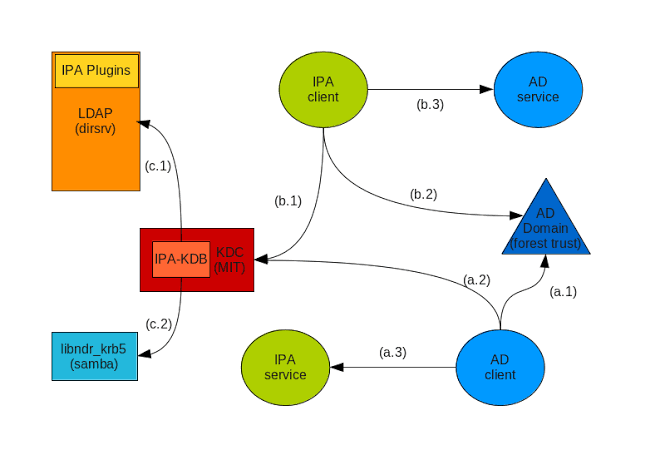 IPA Plugins
LDAP
(dirsrv)
IPA
client
(b.3)
AD
service
(c.1)
(b.1)
(b.2)
AD
Domain
(forest trust)
IPA-KDB
KDC
(MIT)
(a.2)
(a.1)
(c.2)
libndr_krb5
(samba)
IPA
service
(a.3)
AD
client